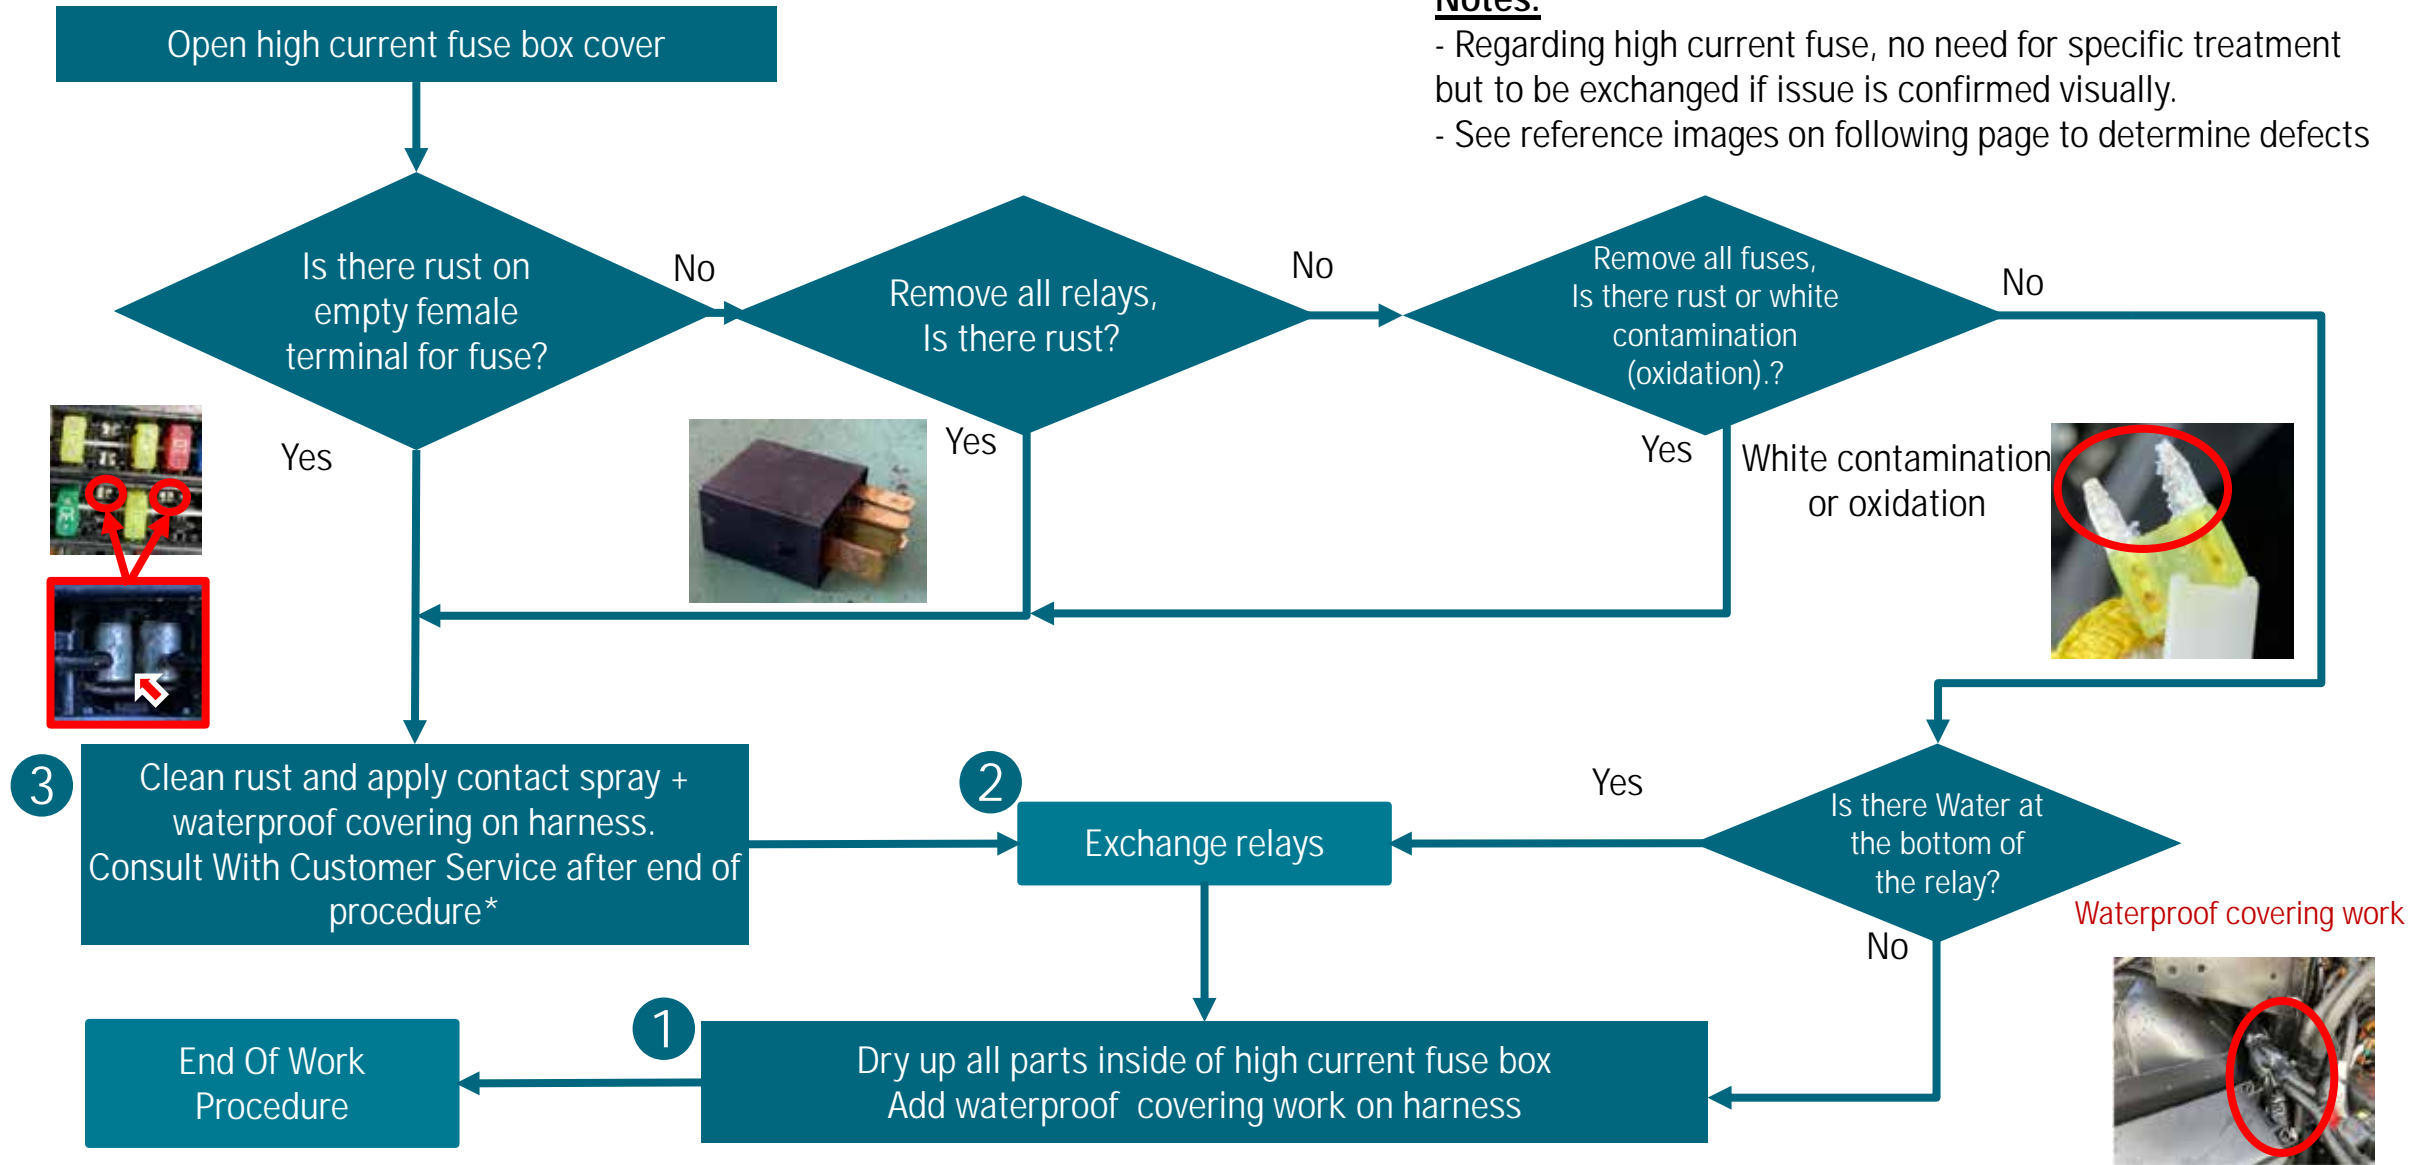 Notes:
- Regarding high current fuse, no need for specific treatment
but to be exchanged if issue is confirmed visually.
- See reference images on following page to determine defects
Open high current fuse box cover
Is there rust on
empty female
terminal for fuse?
No
Yes
Remove all relays,
Is there rust?
No
Yes
Remove all fuses,
Is there rust or white
contamination
(oxidation).?
No
Yes
White contamination
or oxidation
3
Clean rust and apply contact spray +
waterproof covering on harness.
Consult With Customer Service after end of
procedure*
2
Exchange relays
Yes
Is there Water at
the bottom of
the relay?
No
Waterproof covering work
1
Dry up all parts inside of high current fuse box
Add waterproof  covering work on harness
End Of Work
Procedure